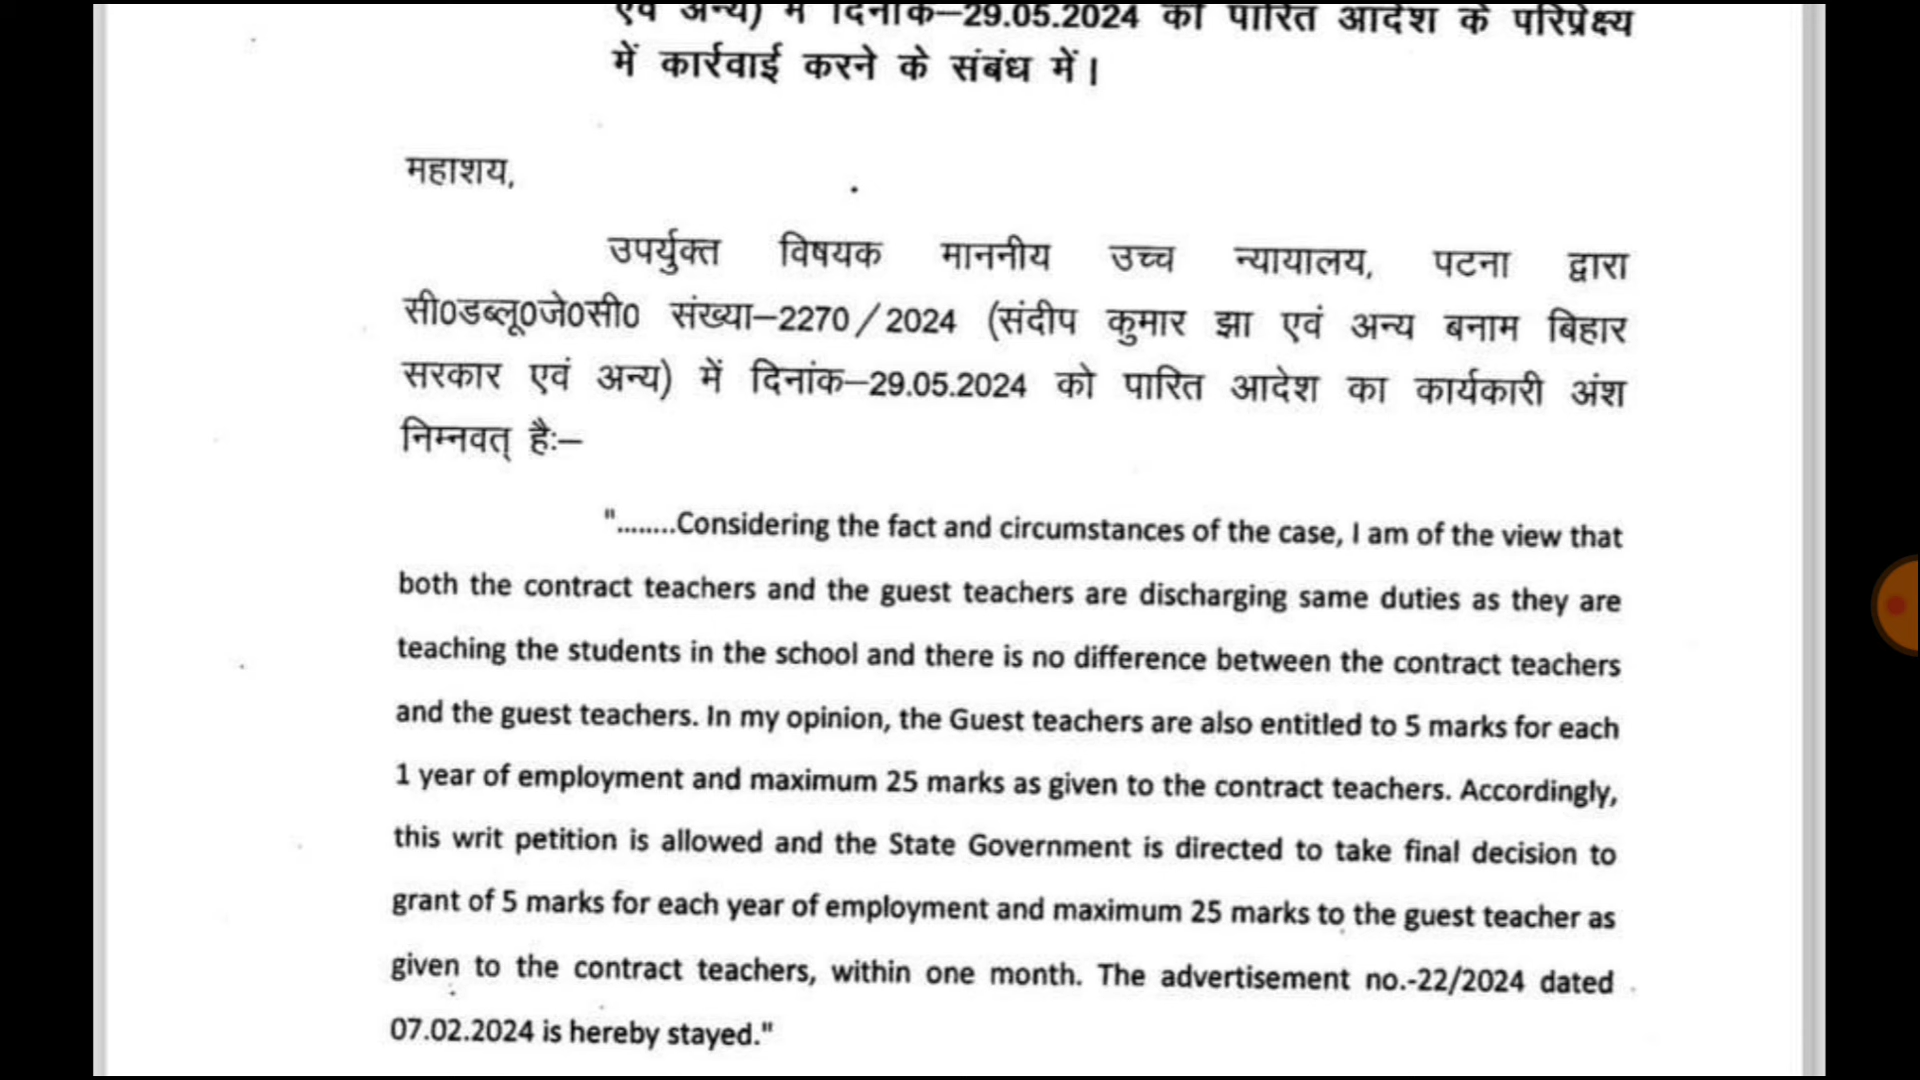 एवं अन्य) में दिनांक–29.05.2024 को पारित आदेश के परिप्रेक्ष्य
में कार्रवाई करने के संबंध में।
महाशय,
उपर्युक्त विषयक माननीय उच्च न्यायालय, पटना द्वारा
सी0डब्लू0जे0सी0 संख्या–2270/2024 (संदीप कुमार झा एवं अन्य बनाम बिहार
सरकार एवं अन्य) में दिनांक–29.05.2024 को पारित आदेश का कार्यकारी अंश
निम्नवत् है:–
"........Considering the fact and circumstances of the case, I am of the view that
both the contract teachers and the guest teachers are discharging same duties as they are
teaching the students in the school and there is no difference between the contract teachers
and the guest teachers. In my opinion, the Guest teachers are also entitled to 5 marks for each
1 year of employment and maximum 25 marks as given to the contract teachers. Accordingly,
this writ petition is allowed and the State Government is directed to take final decision to
grant of 5 marks for each year of employment and maximum 25 marks to the guest teacher as
given to the contract teachers, within one month. The advertisement no.-22/2024 dated
07.02.2024 is hereby stayed."